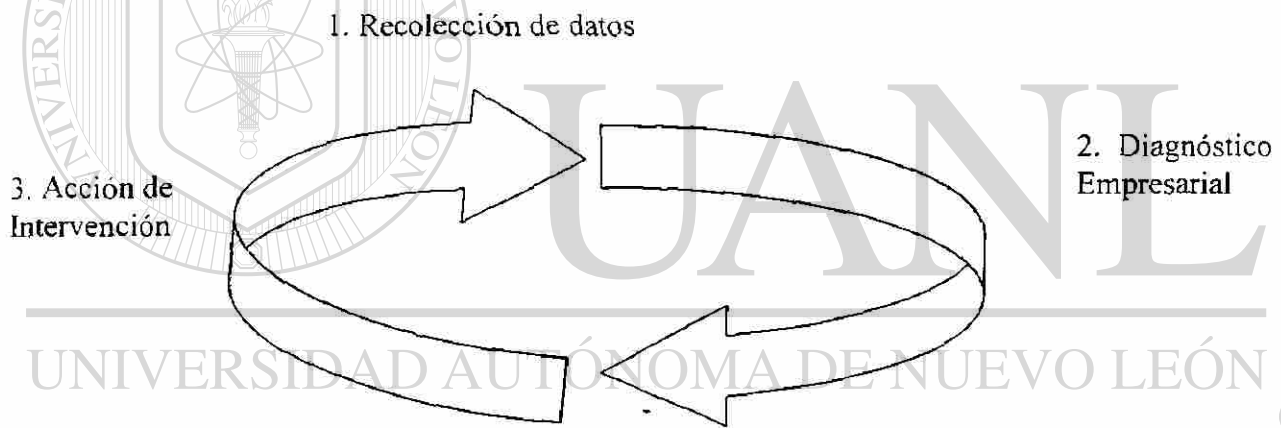 1. Recolección de datos
2. Diagnóstico
Empresarial
3. Acción de
Intervención
UANL
UNIVERSIDAD AUTÓNOMA DE NUEVO LEÓN